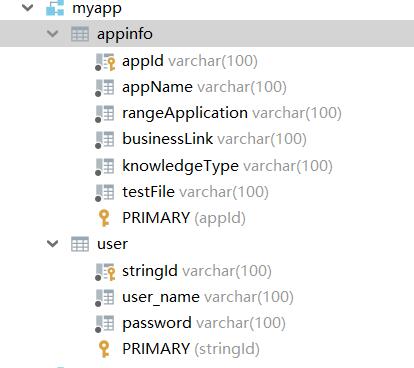 myapp
appinfo
appId varchar(100)
appName varchar(100)
rangeApplication varchar(100)
businessLink varchar(100)
knowledgeType varchar(100)
testFile varchar(100)
PRIMARY (appId)
user
stringId varchar(100)
user_name varchar(100)
password varchar(100)
PRIMARY (stringId)